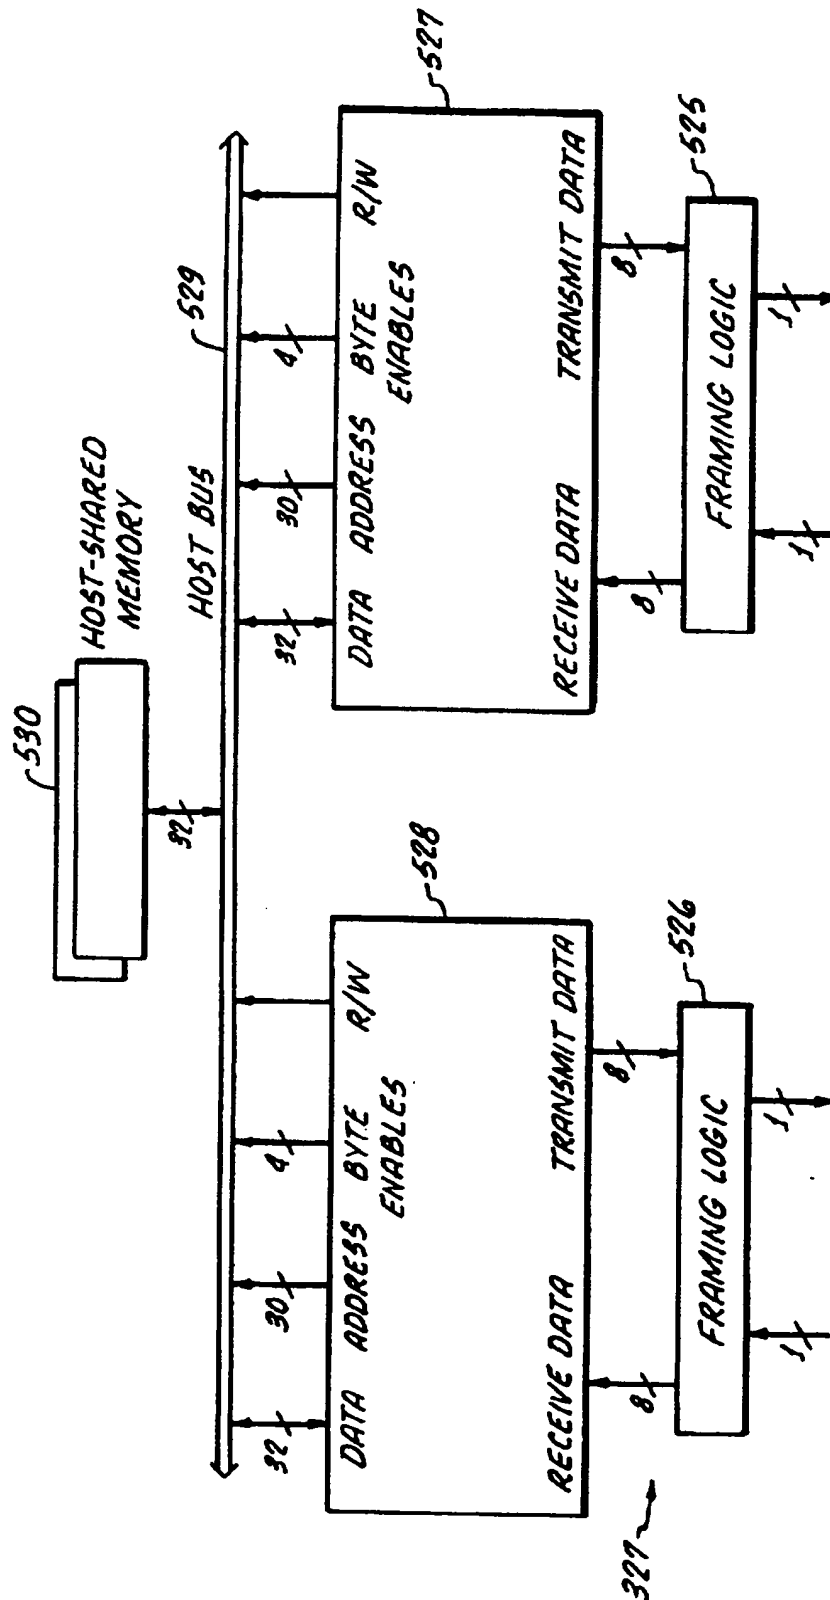 530
HOST-SHARED
MEMORY
32
HOST BUS
529
32
30
4
32
30
4
DATA
ADDRESS
BYTE
ENABLES
R/W
528
DATA
ADDRESS
BYTE
ENABLES
R/W
527
RECEIVE DATA
TRANSMIT DATA
RECEIVE DATA
TRANSMIT DATA
8
8
8
8
FRAMING LOGIC
526
FRAMING LOGIC
525
1
1
1
1
327